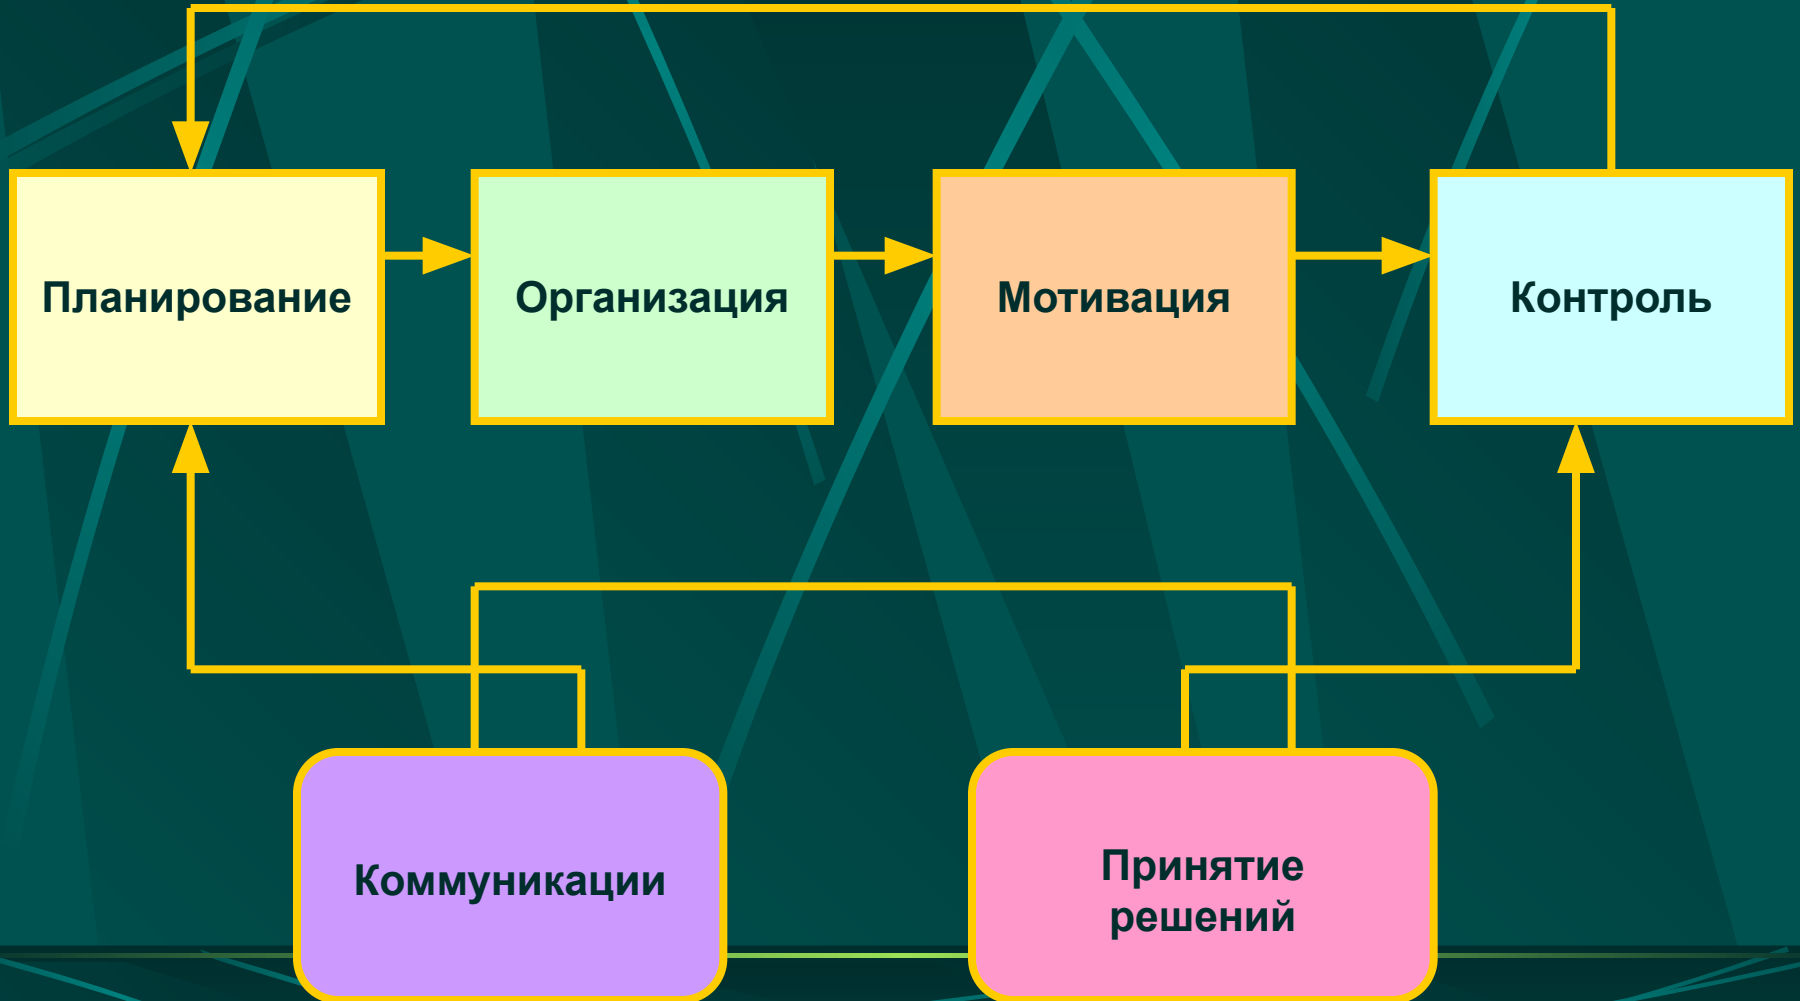 Планирование
Организация
Мотивация
Контроль
Коммуникации
Принятие
решений